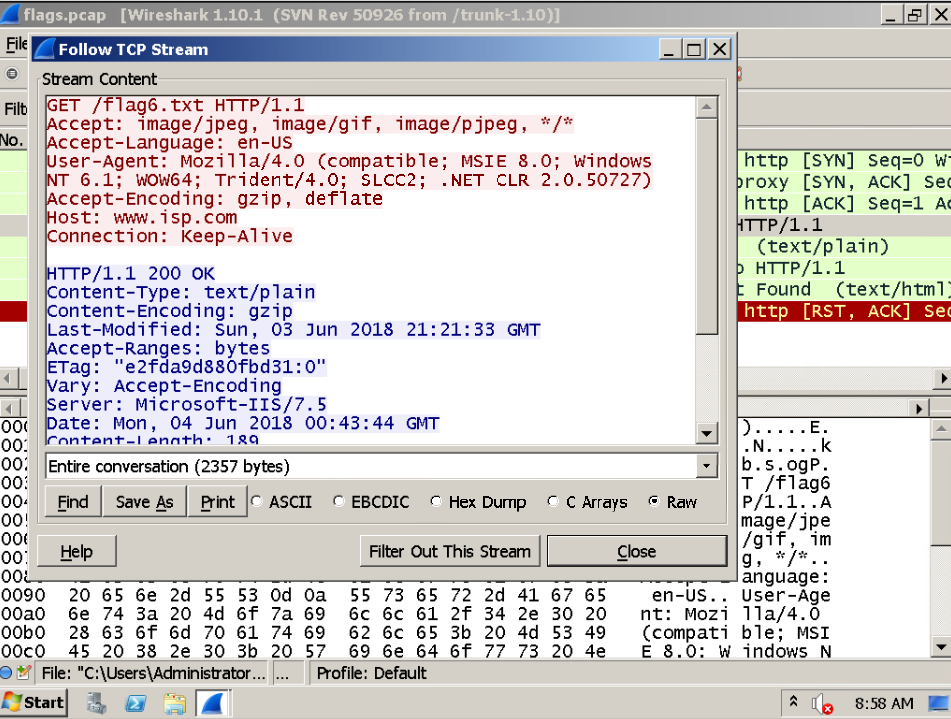 flags.pcap [Wireshark 1.10.1 (SVN Rev 50926 from /trunk-1.10)]
File
Follow TCP Stream
Stream Content
GET /flag6.txt HTTP/1.1
Accept: image/jpeg, image/gif, image/pjpeg, */*
Accept-Language: en-US
User-Agent: Mozilla/4.0 (compatible; MSIE 8.0; Windows
NT 6.1; WOW64; Trident/4.0; SLCC2; .NET CLR 2.0.50727)
Accept-Encoding: gzip, deflate
Host: www.isp.com
Connection: Keep-Alive
HTTP/1.1 200 OK
Content-Type: text/plain
Content-Encoding: gzip
Last-Modified: Sun, 03 Jun 2018 21:21:33 GMT
Accept-Ranges: bytes
ETag: "e2fda9d880fbd31:0"
Vary: Accept-Encoding
Server: Microsoft-IIS/7.5
Date: Mon, 04 Jun 2018 00:43:44 GMT
Content-Length: 189
Entire conversation (2357 bytes)
Find Save As Print ASCII EBCDIC Hex Dump C Arrays Raw
Help Filter Out This Stream Close
Filt
No.
http [SYN] Seq=0 Wi
proxy [SYN, ACK] Sec
http [ACK] Seq=1 Ac
HTTP/1.1
(text/plain)
HTTP/1.1
t Found (text/html)
http [RST, ACK] Sec
).....E.
.N.....k
b.s.ogP.
T /flag6
P/1.1..A
mage/jpe
/gif, im
g, */*..
anguage:
0090 20 65 6e 2d 55 53 0d 0a 55 73 65 72 2d 41 67 65 en-US.. User-Age
00a0 6e 74 3a 20 4d 6f 7a 69 6c 6c 61 2f 34 2e 30 20 nt: Mozi lla/4.0
00b0 28 63 6f 6d 70 61 74 69 62 6c 65 3b 20 4d 53 49 (compati ble; MSI
00c0 45 20 38 2e 30 3b 20 57 69 6e 64 6f 77 73 20 4e E 8.0; W indows N
File: "C:\Users\Administrator... ... Profile: Default
Start 8:58 AM